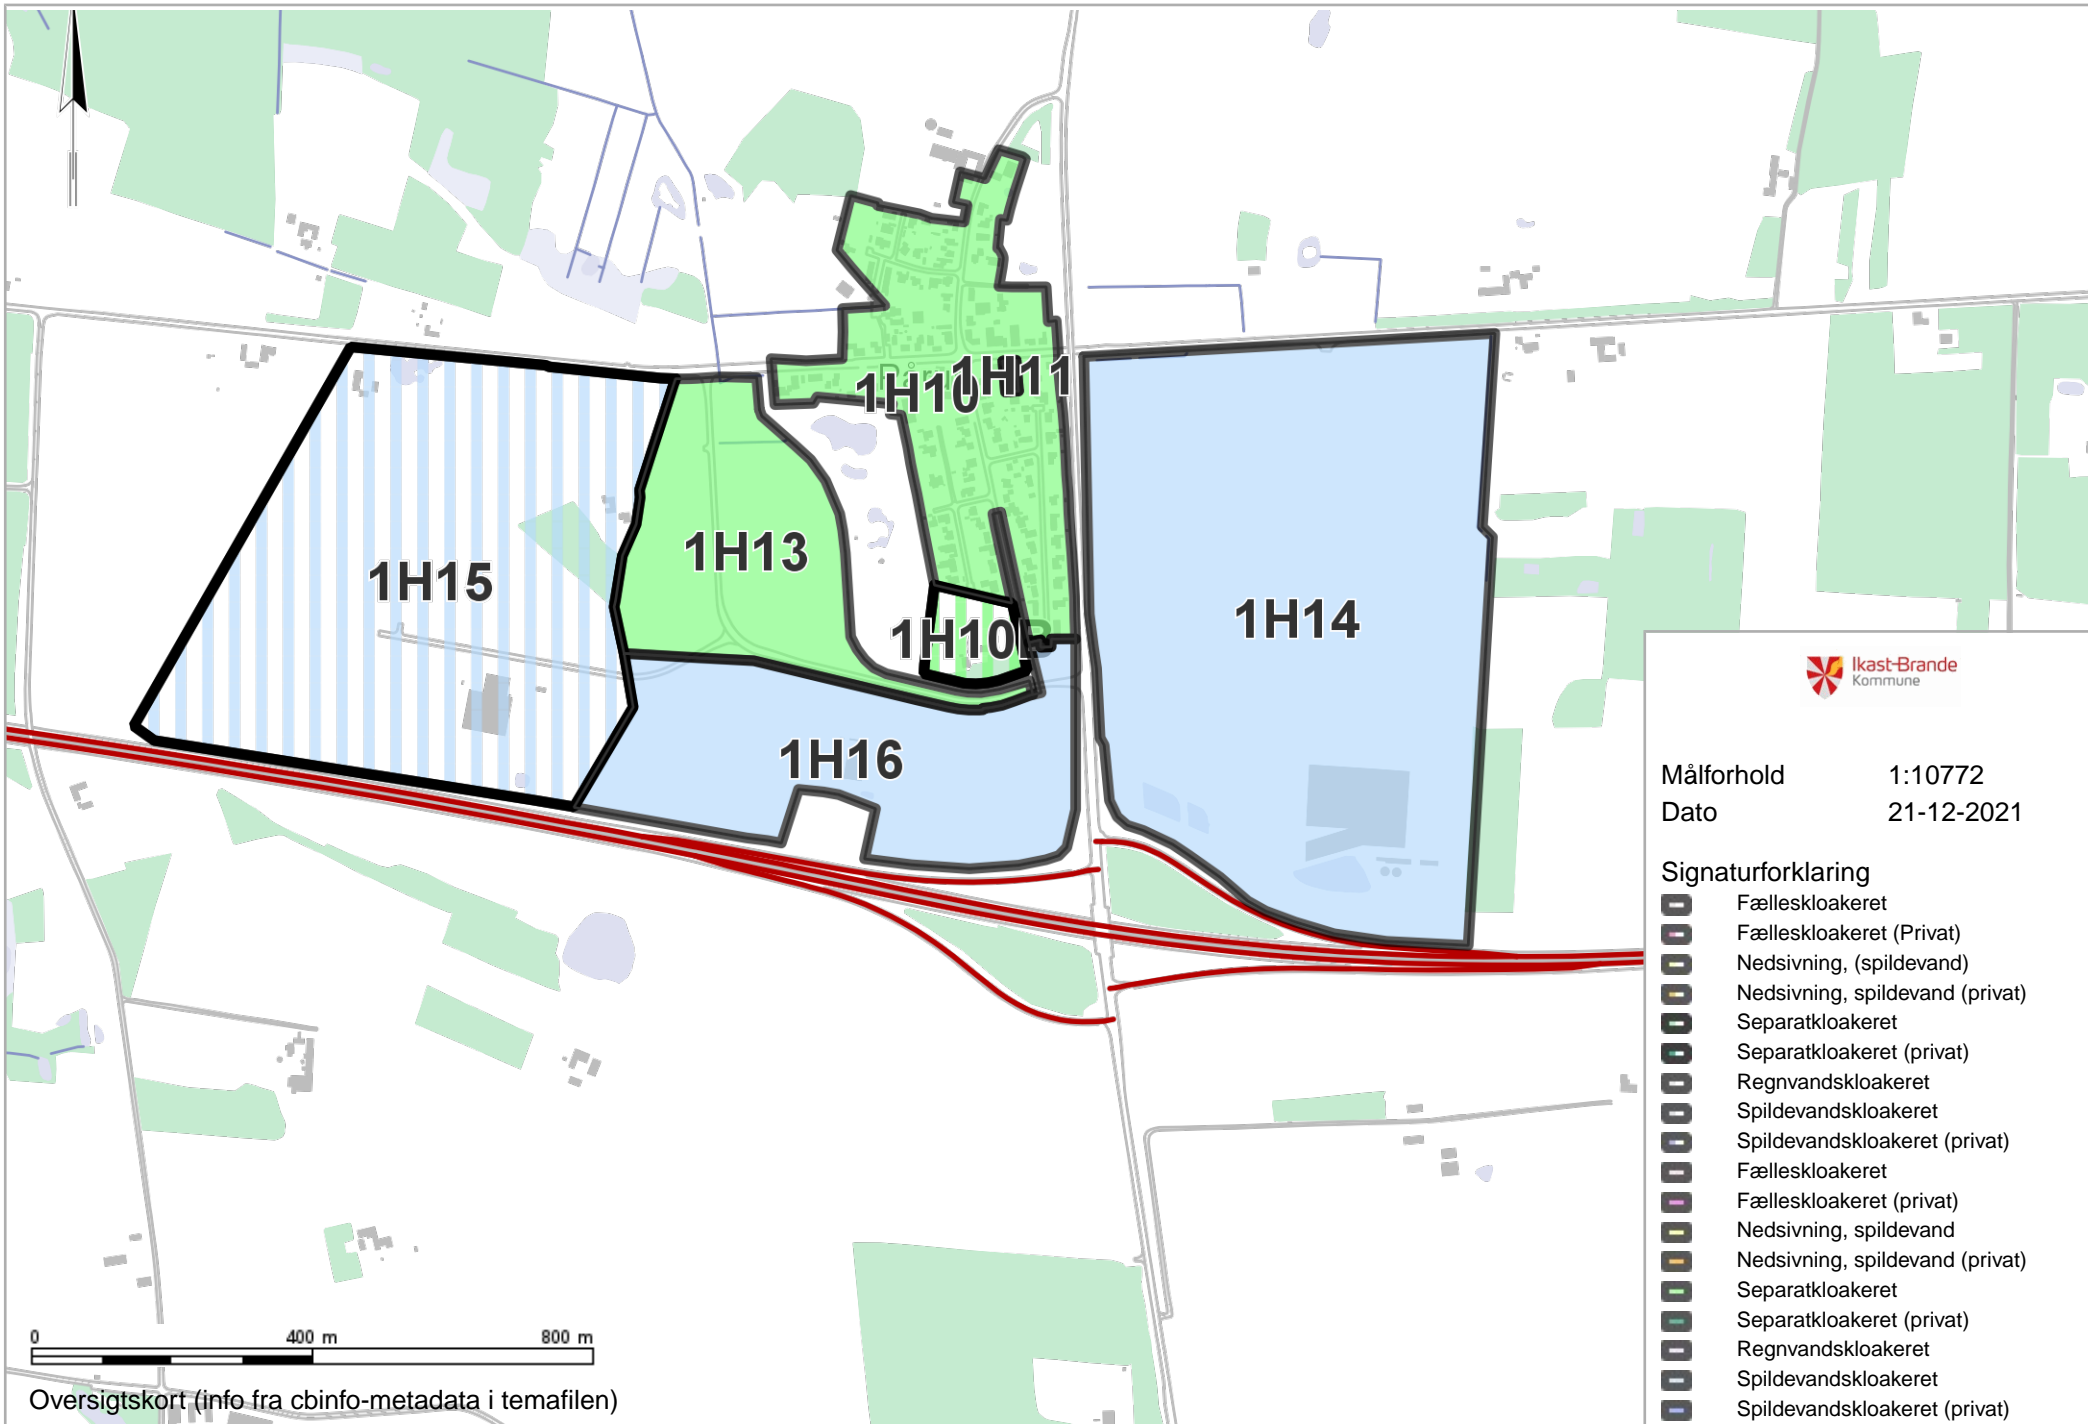 1H10
1H11
1H13
1H15
1H10B
1H14
1H16
Ikast-Brande
Kommune
Målforhold 1:10772
Dato 21-12-2021
Signaturforklaring
Fælleskloakeret
Fælleskloakeret (Privat)
Nedsivning, (spildevand)
Nedsivning, spildevand (privat)
Separatkloakeret
Separatkloakeret (privat)
Regnvandskloakeret
Spildevandskloakeret
Spildevandskloakeret (privat)
Fælleskloakeret
Fælleskloakeret (privat)
Nedsivning, spildevand
Nedsivning, spildevand (privat)
Separatkloakeret
Separatkloakeret (privat)
Regnvandskloakeret
Spildevandskloakeret
Spildevandskloakeret (privat)
0 400 m 800 m
Oversigtskort (info fra cbinfo-metadata i temafilen)